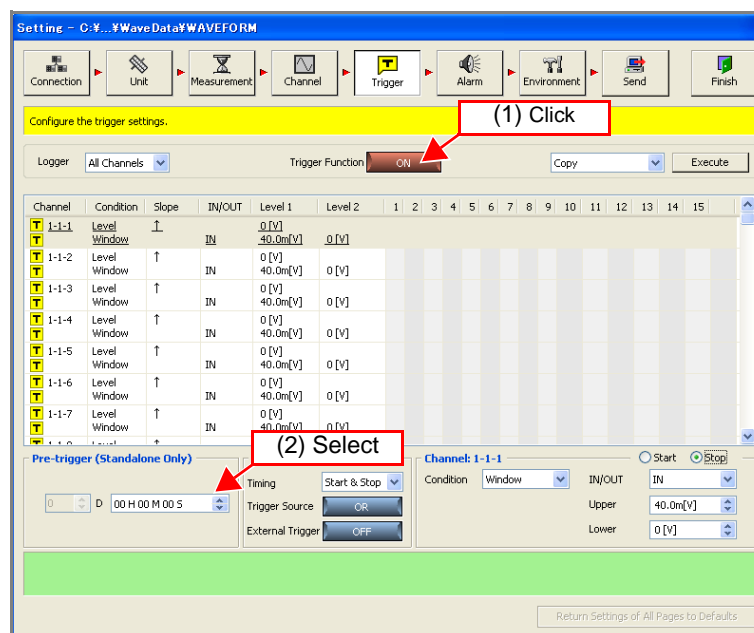 Setting - C:¥...¥WaveData¥WAVEFORM
Connection Unit Measurement Channel Trigger Alarm Environment Send Finish
Configure the trigger settings.
(1) Click
Logger All Channels Trigger Function ON Copy Execute
Channel Condition Slope IN/OUT Level 1 Level 2 1 2 3 4 5 6 7 8 9 10 11 12 13 14 15
T 1-1-1 Level ↑ 0 [V]
T Window IN 40.0m[V] 0 [V]
T 1-1-2 Level ↑ 0 [V]
T Window IN 40.0m[V] 0 [V]
T 1-1-3 Level ↑ 0 [V]
T Window IN 40.0m[V] 0 [V]
T 1-1-4 Level ↑ 0 [V]
T Window IN 40.0m[V] 0 [V]
T 1-1-5 Level ↑ 0 [V]
T Window IN 40.0m[V] 0 [V]
T 1-1-6 Level ↑ 0 [V]
T Window IN 40.0m[V] 0 [V]
T 1-1-7 Level ↑ 0 [V]
T Window IN 40.0m[V] 0 [V]
(2) Select
Pre-trigger (Standalone Only)
0 D 00 H 00 M 00 S
Timing Start & Stop
Trigger Source OR
External Trigger OFF
Channel: 1-1-1 Start Stop
Condition Window IN/OUT IN
Upper 40.0m[V]
Lower 0 [V]
Return Settings of All Pages to Defaults